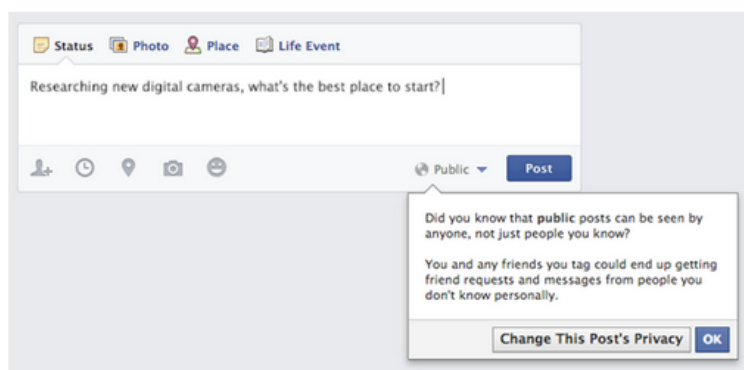 Status Photo Place Life Event
Researching new digital cameras, what's the best place to start?
Public Post
Did you know that public posts can be seen by
anyone, not just people you know?
You and any friends you tag could end up getting
friend requests and messages from people you
don't know personally.
Change This Post's Privacy OK